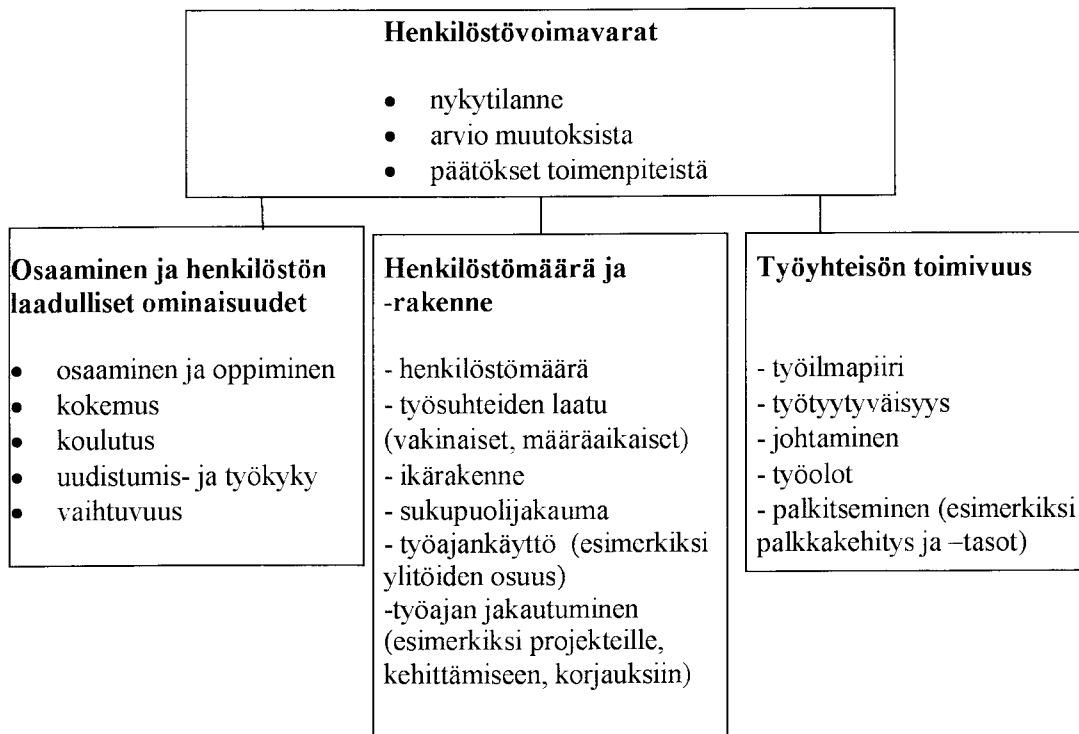 Henkilöstövoimavarat
• nykytilanne
• arvio muutoksista
• päätökset toimenpiteistä
Osaaminen ja henkilöstön
laadulliset ominaisuudet
• osaaminen ja oppiminen
• kokemus
• koulutus
• uudistumis- ja työkyky
• vaihtuvuus
Henkilöstömäärä ja
-rakenne
- henkilöstömäärä
- työsuhteiden laatu
(vakinaiset, määräaikaiset)
- ikärakenne
- sukupuolijakauma
- työajankäyttö (esimerkiksi
ylitöiden osuus)
-työajan jakautuminen
(esimerkiksi projekteille,
kehittämiseen, korjauksiin)
Työyhteisön toimivuus
- työilmapiiri
- työtyytyväisyys
- johtaminen
- työolot
- palkitseminen (esimerkiksi
palkkakehitys ja –tasot)